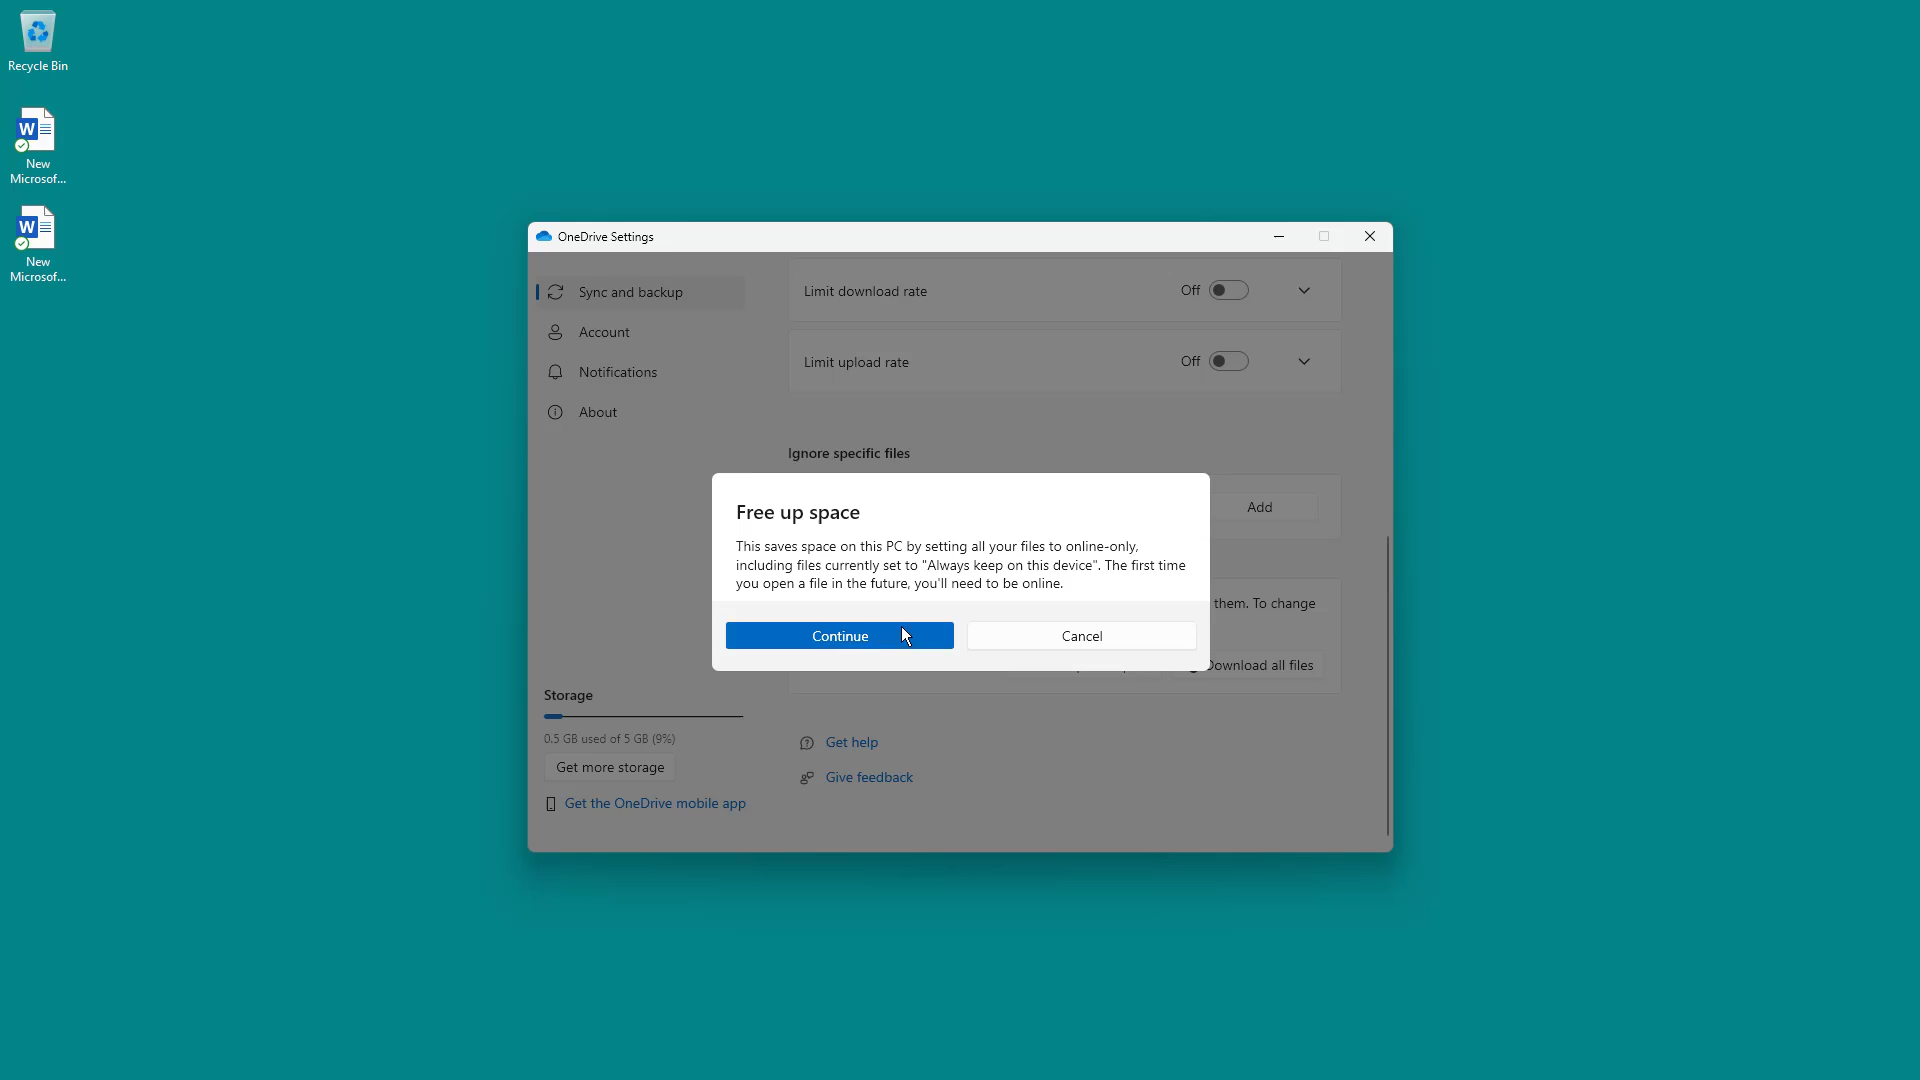 Recycle Bin
W
New
Microsof...
W
New
Microsof...
OneDrive Settings
Sync and backup
Account
Notifications
About
Limit download rate
Off
Limit upload rate
Off
Ignore specific files
Add
Free up space
This saves space on this PC by setting all your files to online-only,
including files currently set to "Always keep on this device". The first time
you open a file in the future, you'll need to be online.
Continue
Cancel
them. To change
Download all files
Storage
0.5 GB used of 5 GB (9%)
Get more storage
Get the OneDrive mobile app
Get help
Give feedback